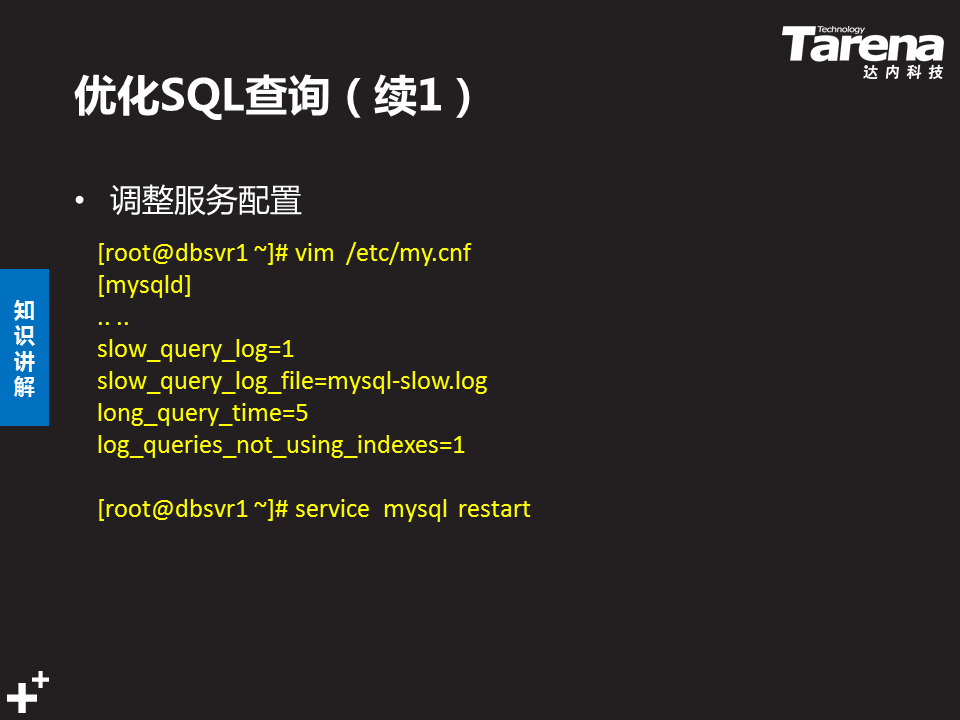 Technology
Tarena
达内科技
优化SQL查询（续1）
• 调整服务配置
[root@dbsvr1 ~]# vim /etc/my.cnf
[mysqld]
.. ..
slow_query_log=1
slow_query_log_file=mysql-slow.log
long_query_time=5
log_queries_not_using_indexes=1
[root@dbsvr1 ~]# service mysql restart
知识讲解